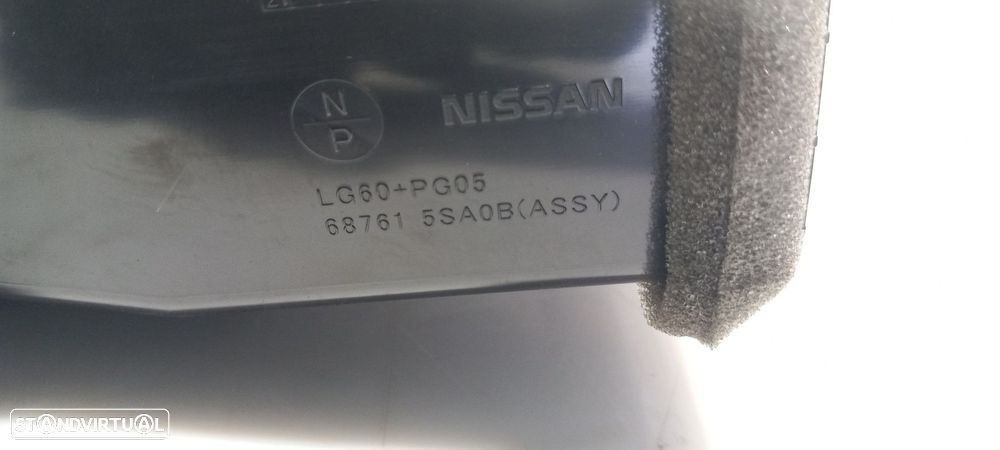 N
P
NISSAN
LG60+PG05
68761 5SA0B(ASSY)
STANDVIRTUAL